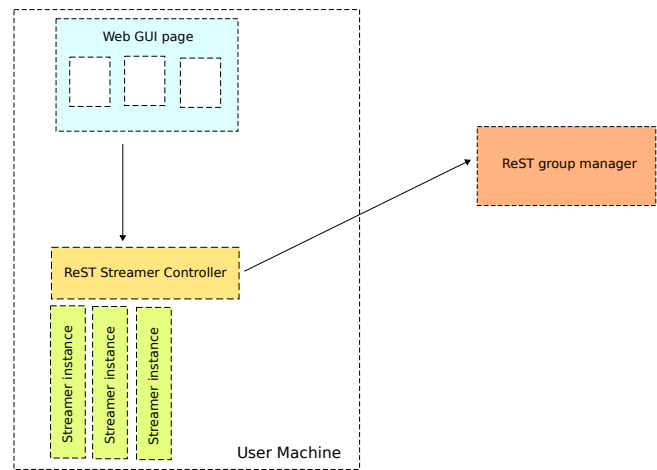 Web GUI page
ReST group manager
ReST Streamer Controller
Streamer instance
Streamer instance
Streamer instance
User Machine